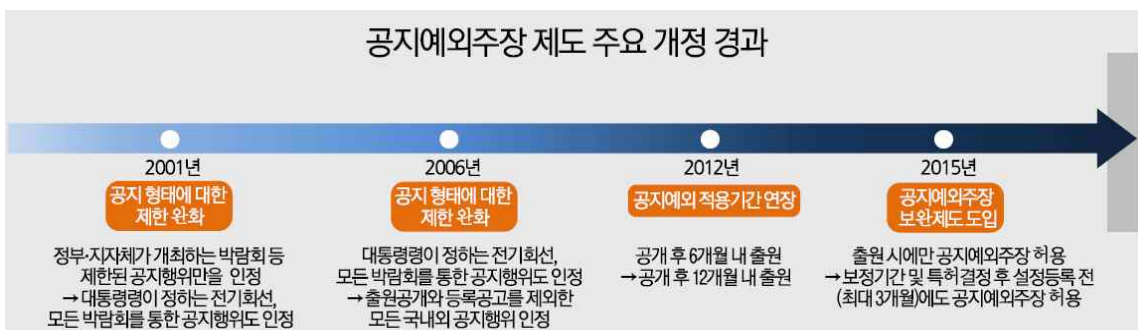 공지예외주장 제도 주요 개정 경과
2001년
공지 형태에 대한
제한 완화
정부·지자체가 개최하는 박람회 등
제한된 공지행위만을 인정
→ 대통령령이 정하는 전기회선,
모든 박람회를 통한 공지행위도 인정
2006년
공지 형태에 대한
제한 완화
대통령령이 정하는 전기회선,
모든 박람회를 통한 공지행위도 인정
→ 출원공개와 등록공고를 제외한
모든 국내외 공지행위 인정
2012년
공지예외 적용기간 연장
공개 후 6개월 내 출원
→ 공개 후 12개월 내 출원
2015년
공지예외주장
보완제도 도입
출원 시에만 공지예외주장 허용
→ 보정기간 및 특허결정 후 설정등록 전
(최대 3개월)에도 공지예외주장 허용